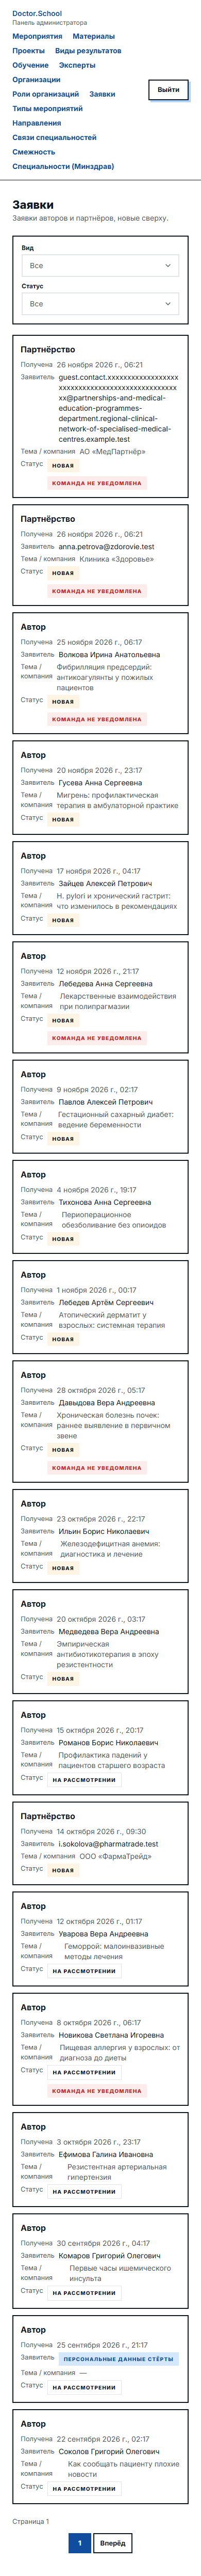 Doctor.School
Панель администратора
Мероприятия Материалы
Проекты Виды результатов
Обучение Эксперты
Организации
Выйти
Роли организаций Заявки
Типы мероприятий
Направления
Связи специальностей
Смежность
Специальности (Минздрав)
Заявки
Заявки авторов и партнёров, новые сверху.
Вид
Все
Статус
Все
Партнёрство
Получена 26 ноября 2026 г., 06:21
Заявитель guest.contact.xxxxxxxxxxxxxxxxxx
xxxxxxxxxxxxxxxxxxxxxxxxxxxxxx
xx@partnerships-and-medical-
education-programmes-
department.regional-clinical-
network-of-specialised-medical-
centres.example.test
Тема / компания АО «МедПартнёр»
Статус НОВАЯ
КОМАНДА НЕ УВЕДОМЛЕНА
Партнёрство
Получена 26 ноября 2026 г., 06:21
Заявитель anna.petrova@zdorovie.test
Тема / компания Клиника «Здоровье»
Статус НОВАЯ
КОМАНДА НЕ УВЕДОМЛЕНА
Автор
Получена 25 ноября 2026 г., 06:17
Заявитель Волкова Ирина Анатольевна
Тема / Фибрилляция предсердий:
компания антикоагулянты у пожилых
пациентов
Статус НОВАЯ
КОМАНДА НЕ УВЕДОМЛЕНА
Автор
Получена 20 ноября 2026 г., 23:17
Заявитель Гусева Анна Сергеевна
Тема / Мигрень: профилактическая
компания терапия в амбулаторной практике
Статус НОВАЯ
Автор
Получена 17 ноября 2026 г., 04:17
Заявитель Зайцев Алексей Петрович
Тема / H. pylori и хронический гастрит:
компания что изменилось в рекомендациях
Статус НОВАЯ
Автор
Получена 12 ноября 2026 г., 21:17
Заявитель Лебедева Анна Сергеевна
Тема / Лекарственные взаимодействия
компания при полипрагмазии
Статус НОВАЯ
КОМАНДА НЕ УВЕДОМЛЕНА
Автор
Получена 9 ноября 2026 г., 02:17
Заявитель Павлов Алексей Петрович
Тема / Гестационный сахарный диабет:
компания ведение беременности
Статус НОВАЯ
Автор
Получена 4 ноября 2026 г., 19:17
Заявитель Тихонова Анна Сергеевна
Тема / Периоперационное
компания обезболивание без опиоидов
Статус НОВАЯ
Автор
Получена 1 ноября 2026 г., 00:17
Заявитель Лебедев Артём Сергеевич
Тема / Атопический дерматит у
компания взрослых: системная терапия
Статус НОВАЯ
Автор
Получена 28 октября 2026 г., 05:17
Заявитель Давыдова Вера Андреевна
Тема / Хроническая болезнь почек:
компания раннее выявление в первичном
звене
Статус НОВАЯ
КОМАНДА НЕ УВЕДОМЛЕНА
Автор
Получена 23 октября 2026 г., 22:17
Заявитель Ильин Борис Николаевич
Тема / Железодефицитная анемия:
компания диагностика и лечение
Статус НОВАЯ
Автор
Получена 20 октября 2026 г., 03:17
Заявитель Медведева Вера Андреевна
Тема / Эмпирическая
компания антибиотикотерапия в эпоху
резистентности
Статус НОВАЯ
Автор
Получена 15 октября 2026 г., 20:17
Заявитель Романов Борис Николаевич
Тема / Профилактика падений у
компания пациентов старшего возраста
Статус НА РАССМОТРЕНИИ
Партнёрство
Получена 14 октября 2026 г., 09:30
Заявитель i.sokolova@pharmatrade.test
Тема / компания ООО «ФармаТрейд»
Статус НОВАЯ
Автор
Получена 12 октября 2026 г., 01:17
Заявитель Уварова Вера Андреевна
Тема / Геморрой: малоинвазивные
компания методы лечения
Статус НА РАССМОТРЕНИИ
Автор
Получена 8 октября 2026 г., 06:17
Заявитель Новикова Светлана Игоревна
Тема / Пищевая аллергия у взрослых: от
компания диагноза до диеты
Статус НА РАССМОТРЕНИИ
КОМАНДА НЕ УВЕДОМЛЕНА
Автор
Получена 3 октября 2026 г., 23:17
Заявитель Ефимова Галина Ивановна
Тема / Резистентная артериальная
компания гипертензия
Статус НА РАССМОТРЕНИИ
Автор
Получена 30 сентября 2026 г., 04:17
Заявитель Комаров Григорий Олегович
Тема / Первые часы ишемического
компания инсульта
Статус НА РАССМОТРЕНИИ
Автор
Получена 25 сентября 2026 г., 21:17
Заявитель ПЕРСОНАЛЬНЫЕ ДАННЫЕ СТЁРТЫ
Тема / компания —
Статус НА РАССМОТРЕНИИ
Автор
Получена 22 сентября 2026 г., 02:17
Заявитель Соколов Григорий Олегович
Тема / Как сообщать пациенту плохие
компания новости
Статус НА РАССМОТРЕНИИ
Страница 1
1 Вперёд